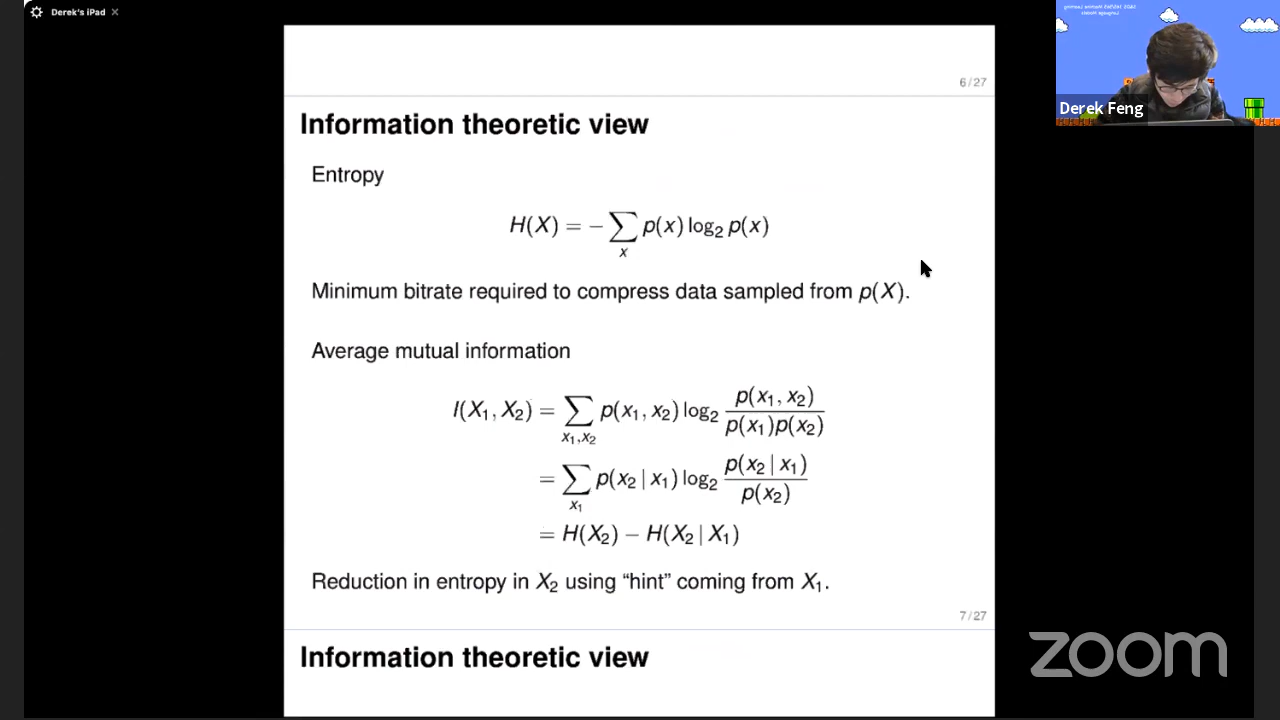 Derek's iPad
6/27
Information theoretic view
Entropy
H(X) = − ∑ₓ p(x) log₂ p(x)
Minimum bitrate required to compress data sampled from p(X).
Average mutual information
I(X₁, X₂) = ∑ x₁,x₂ p(x₁, x₂) log₂ p(x₁, x₂) / p(x₁)p(x₂)
= ∑ x₁ p(x₂ | x₁) log₂ p(x₂ | x₁) / p(x₂)
= H(X₂) − H(X₂ | X₁)
Reduction in entropy in X₂ using “hint” coming from X₁.
7/27
Information theoretic view
Derek Feng
zoom